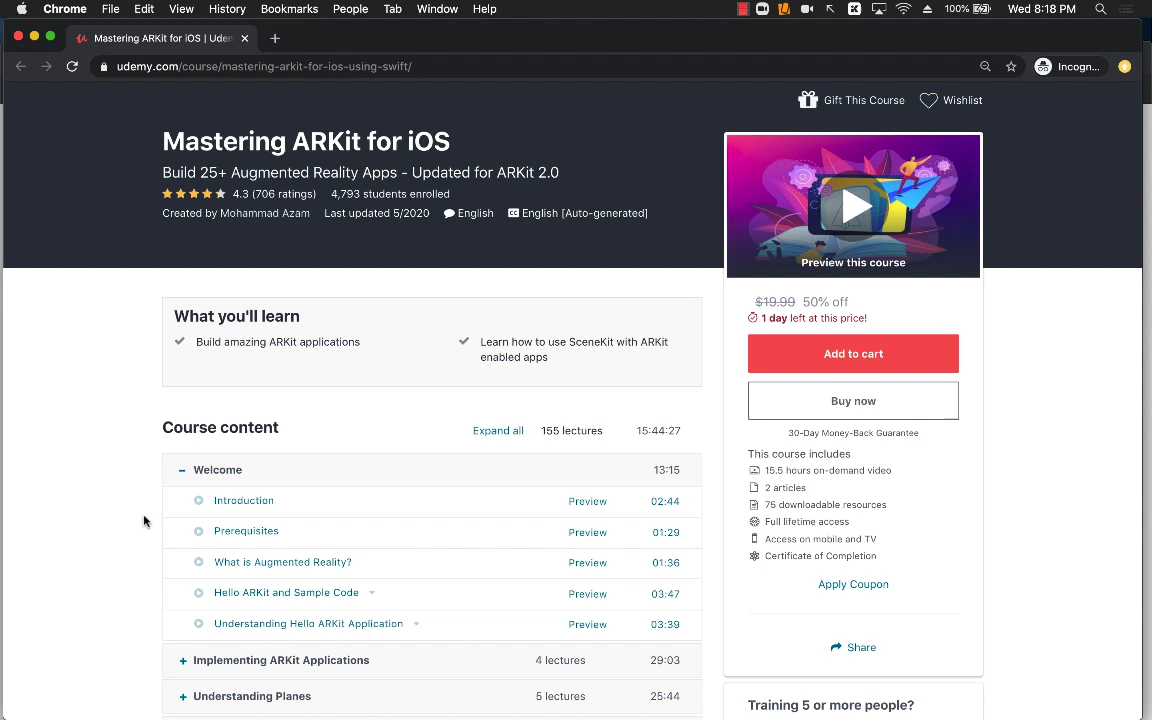 Chrome File Edit View History Bookmarks People Tab Window Help 100% Wed 8:18 PM
Mastering ARKit for iOS | Udem
udemy.com/course/mastering-arkit-for-ios-using-swift/ Incogn...
Gift This Course Wishlist
Mastering ARKit for iOS
Build 25+ Augmented Reality Apps - Updated for ARKit 2.0
4.3 (706 ratings) 4,793 students enrolled
Created by Mohammad Azam Last updated 5/2020 English CC English [Auto-generated]
Preview this course
$19.99 50% off
1 day left at this price!
Add to cart
Buy now
30-Day Money-Back Guarantee
This course includes
15.5 hours on-demand video
2 articles
75 downloadable resources
Full lifetime access
Access on mobile and TV
Certificate of Completion
Apply Coupon
Share
Training 5 or more people?
What you'll learn
Build amazing ARKit applications
Learn how to use SceneKit with ARKit
enabled apps
Course content Expand all 155 lectures 15:44:27
Welcome 13:15
Introduction Preview 02:44
Prerequisites Preview 01:29
What is Augmented Reality? Preview 01:36
Hello ARKit and Sample Code Preview 03:47
Understanding Hello ARKit Application Preview 03:39
Implementing ARKit Applications 4 lectures 29:03
Understanding Planes 5 lectures 25:44